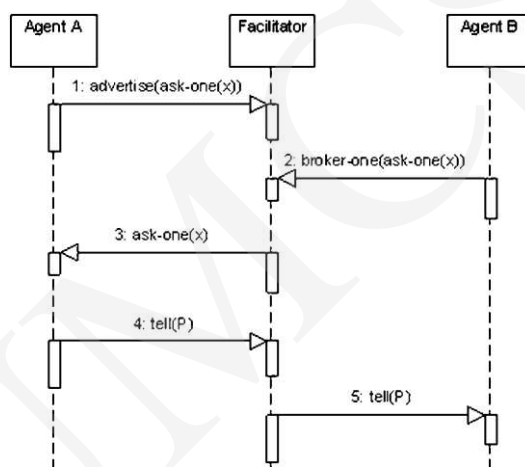 Agent A
Facilitator
Agent B
1: advertise(ask-one(x))
2: broker-one(ask-one(x))
3: ask-one(x)
4: tell(P)
5: tell(P)